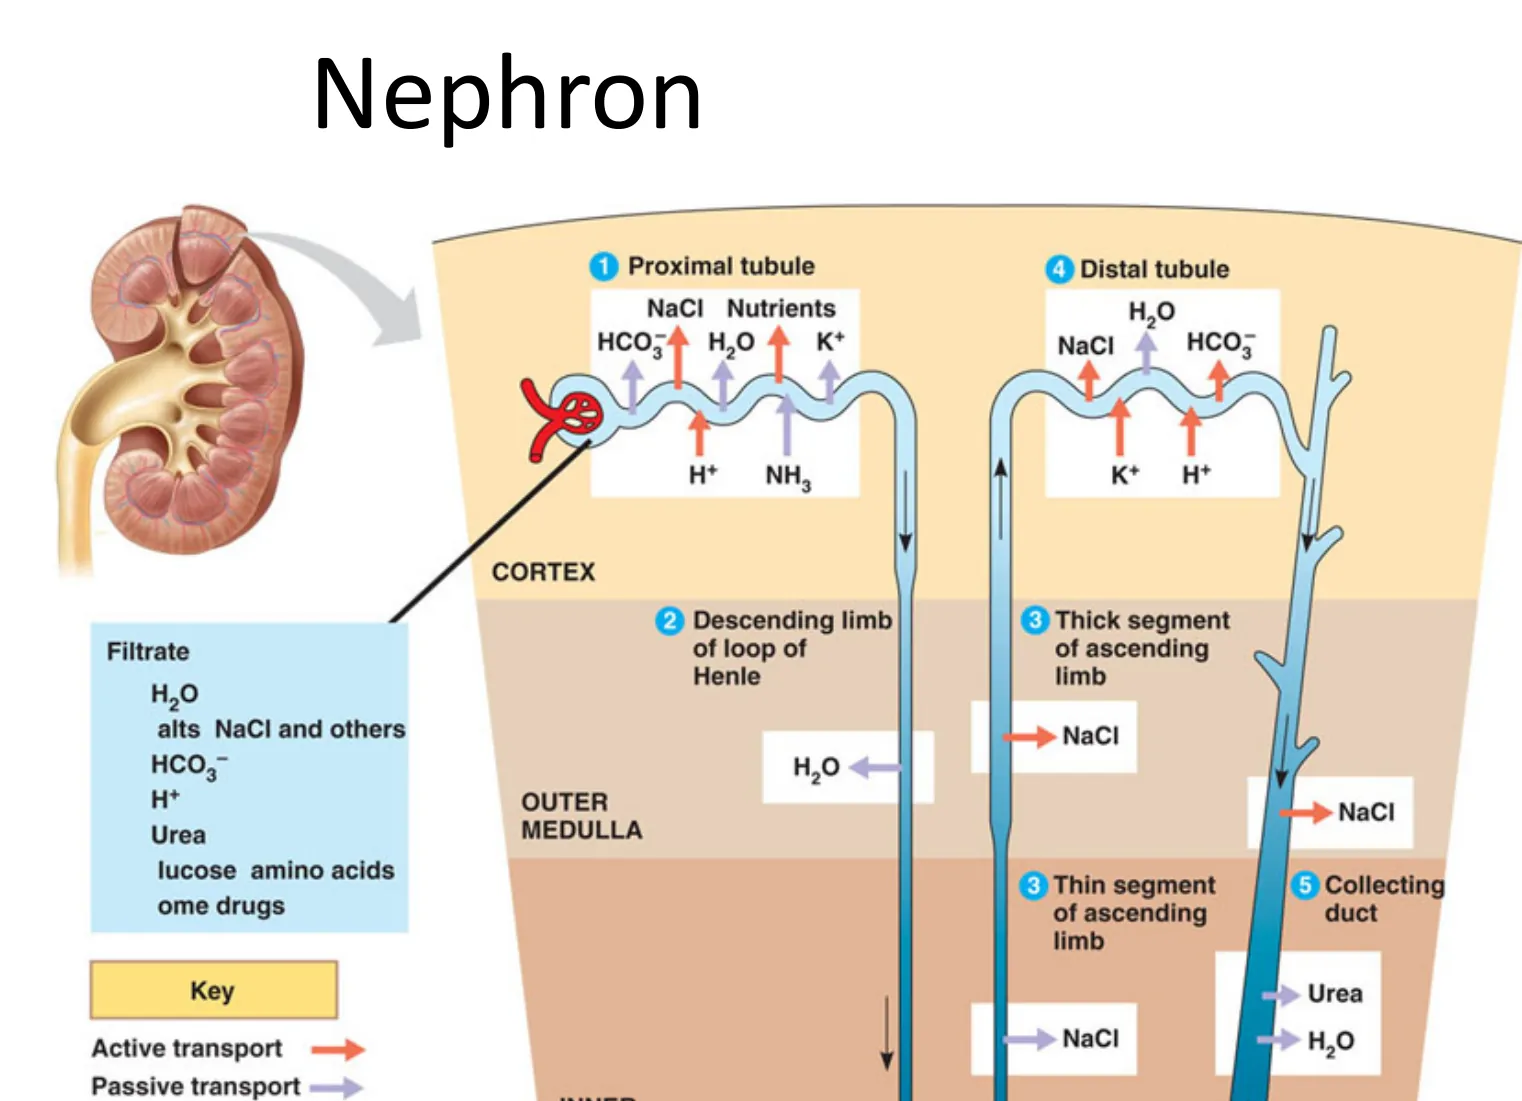 Nephron
1 Proximal tubule
NaCl Nutrients
HCO₃⁻ H₂O K⁺
H⁺ NH₃
4 Distal tubule
H₂O
NaCl HCO₃⁻
K⁺ H⁺
CORTEX
Filtrate
H₂O
alts NaCl and others
HCO₃⁻
H⁺
Urea
lucose amino acids
ome drugs
Key
Active transport
Passive transport
2 Descending limb
of loop of
Henle
H₂O
3 Thick segment
of ascending
limb
NaCl
OUTER
MEDULLA
NaCl
3 Thin segment
of ascending
limb
NaCl
5 Collecting
duct
Urea
H₂O
INNER